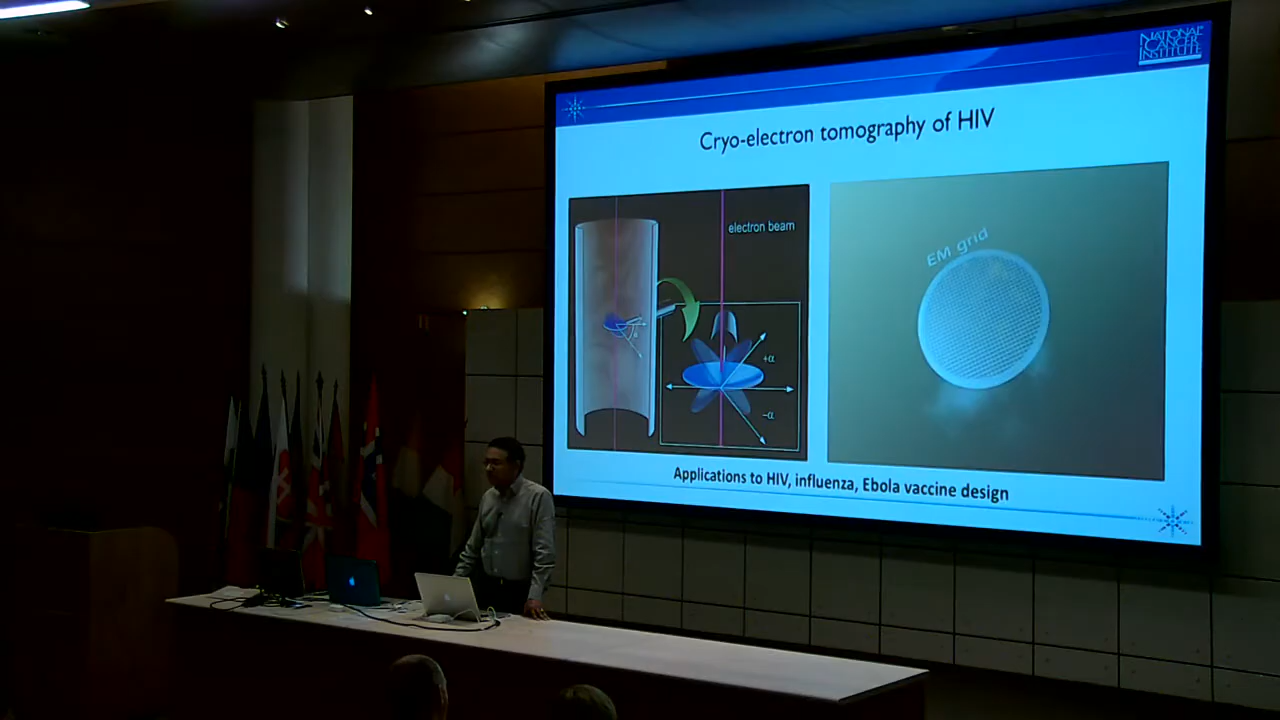 NATIONAL
CANCER
INSTITUTE
Cryo-electron tomography of HIV
electron beam
+α
−α
EM grid
Applications to HIV, influenza, Ebola vaccine design